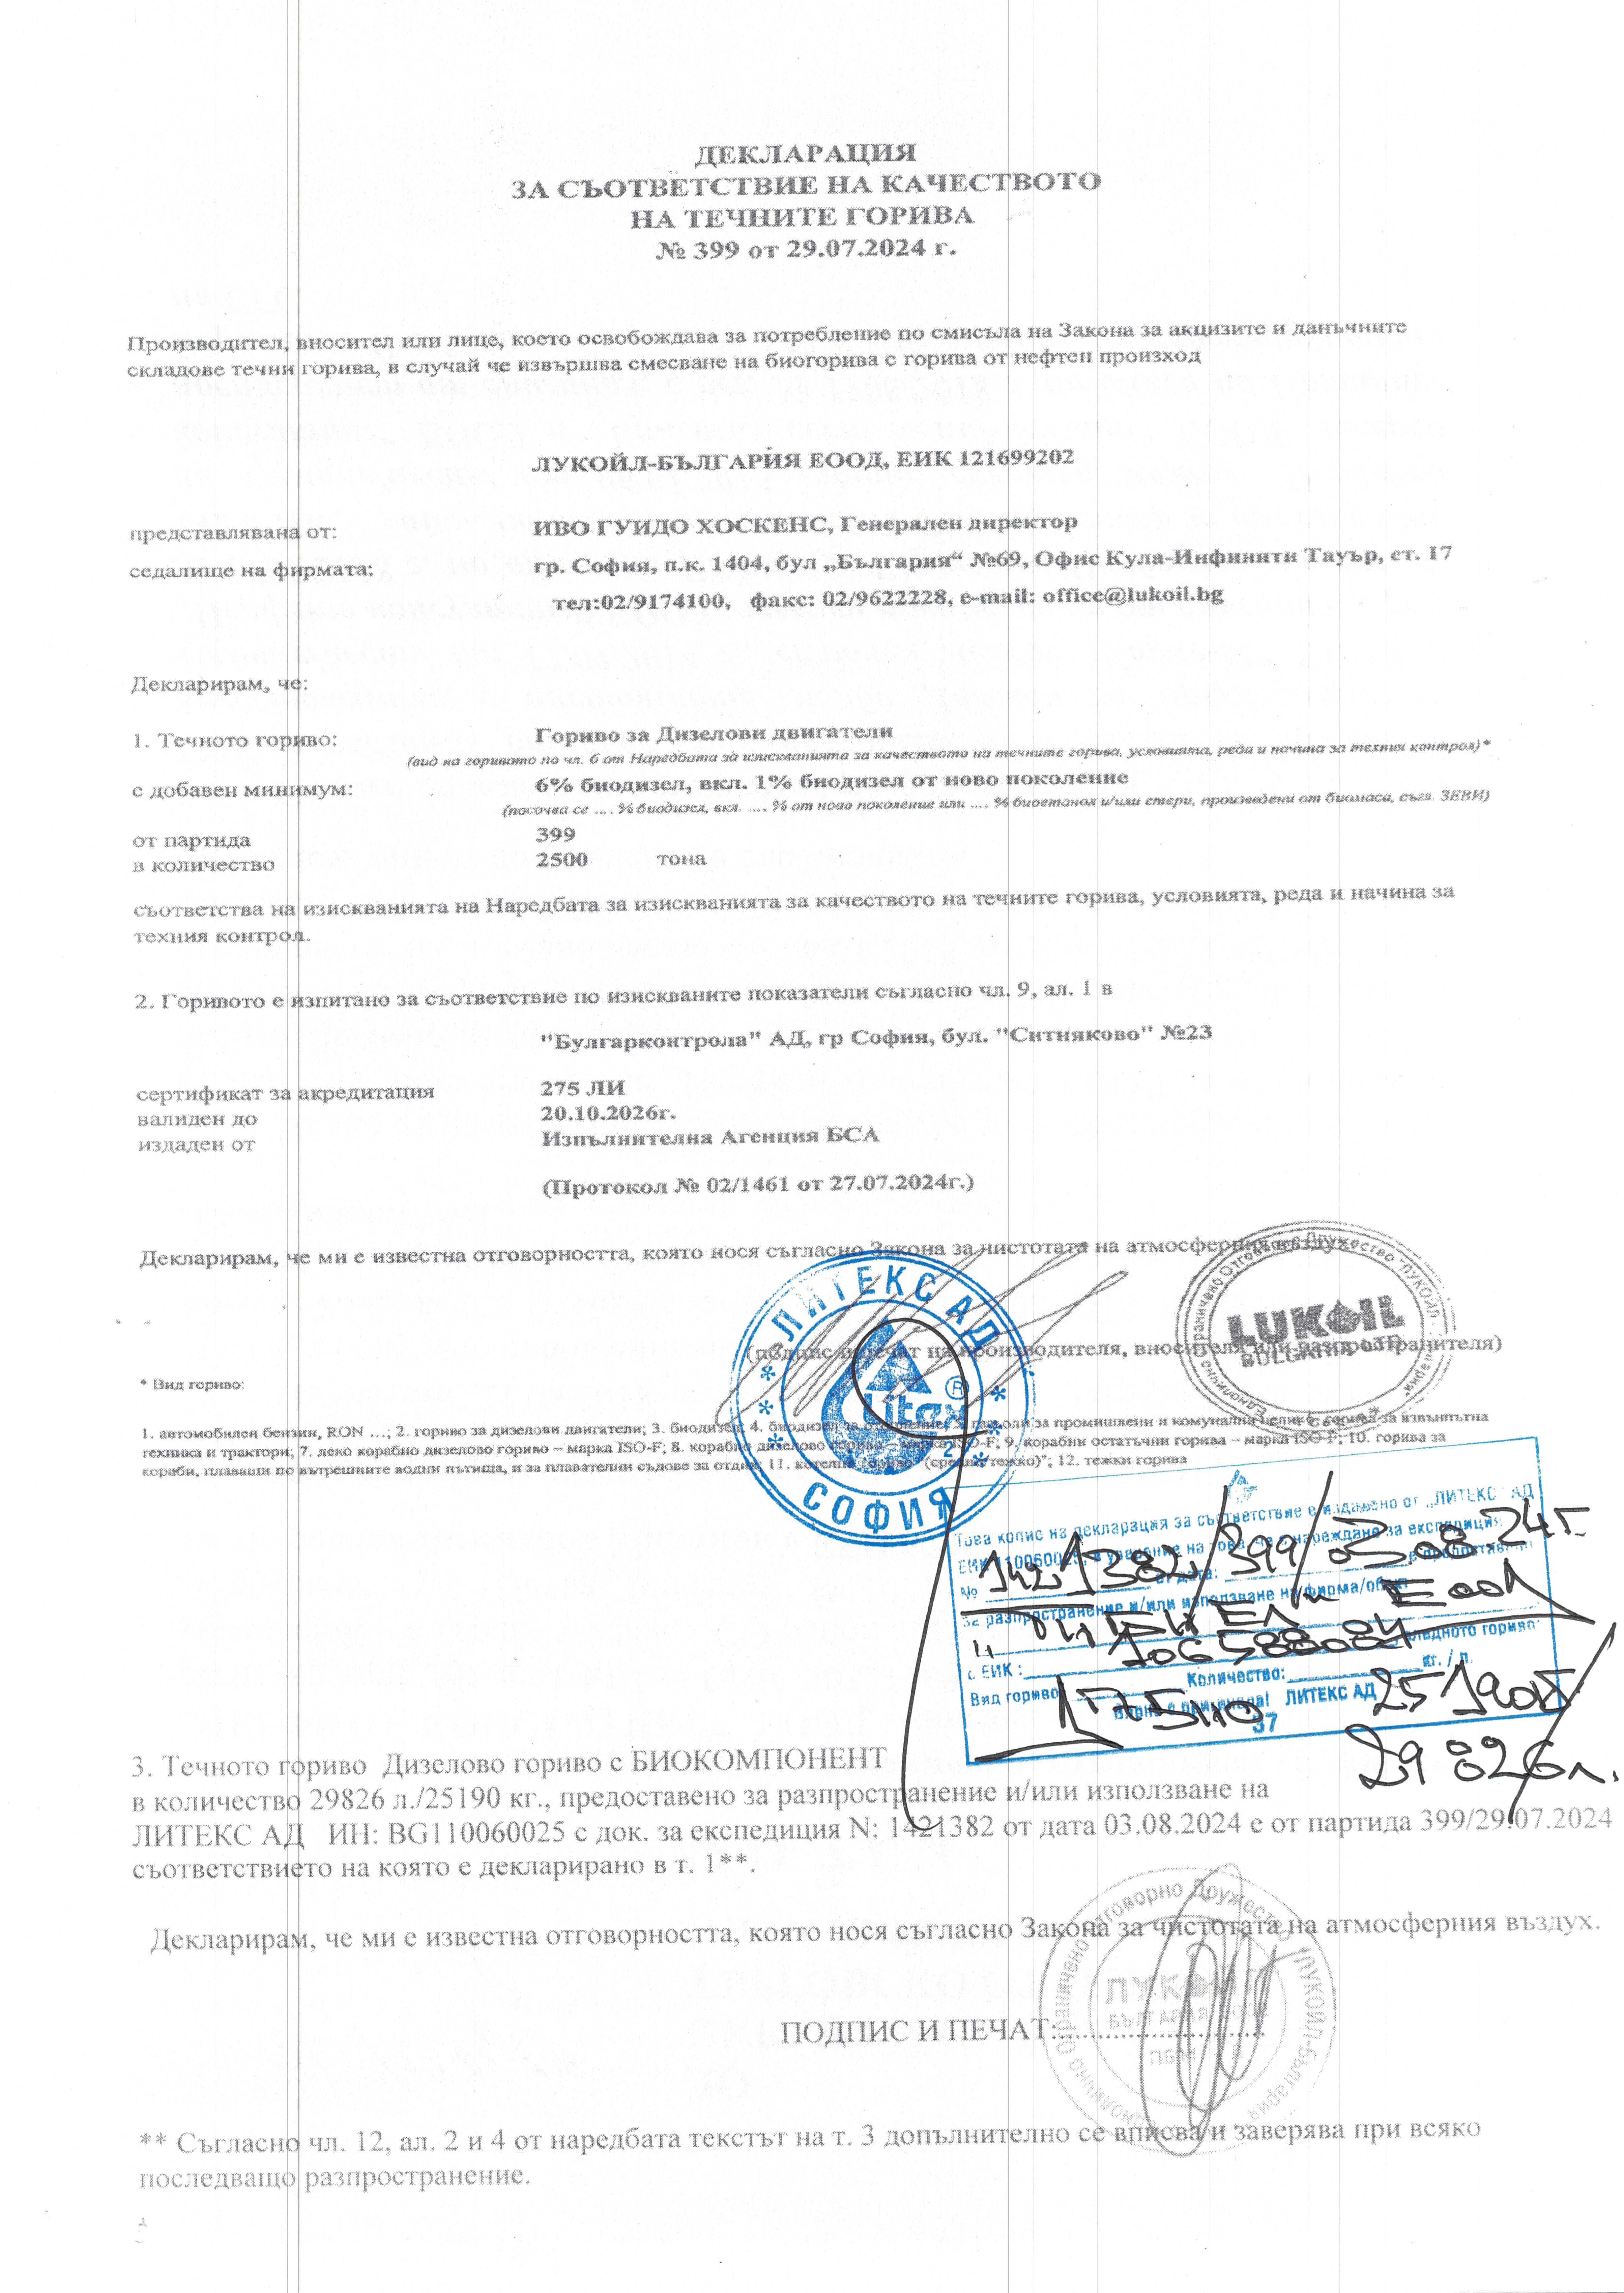 ДЕКЛАРАЦИЯ
ЗА СЪОТВЕТСТВИЕ НА КАЧЕСТВОТО
НА ТЕЧНИТЕ ГОРИВА
№ 399 от 29.07.2024 г.
Производител, вносител или лице, което освобождава за потребление по смисъла на Закона за акцизите и данъчните
складове течни горива, в случай че извършва смесване на биогорива с горива от нефтен произход
ЛУКОЙЛ-БЪЛГАРИЯ ЕООД, ЕИК 121699202
представлявана от: ИВО ГУИДО ХОСКЕНС, Генерален директор
седалище на фирмата: гр. София, п.к. 1404, бул „България“ №69, Офис Кула-Инфинити Тауър, ет. 17
тел:02/9174100, факс: 02/9622228, e-mail: office@lukoil.bg
Декларирам, че:
1. Течното гориво: Гориво за Дизелови двигатели
(вид на горивото по чл. 6 от Наредбата за изискванията за качеството на течните горива, условията, реда и начина за техния контрол)*
с добавен минимум: 6% биодизел, вкл. 1% биодизел от ново поколение
(посочва се .... % биодизел, вкл. .... % от ново поколение или .... % биоетанол и/или етери, произведени от биомаса, съгл. ЗЕВИ)
от партида 399
в количество 2500 тона
съответства на изискванията на Наредбата за изискванията за качеството на течните горива, условията, реда и начина за
техния контрол.
2. Горивото е изпитано за съответствие по изискваните показатели съгласно чл. 9, ал. 1 в
"Булгарконтрола" АД, гр София, бул. "Ситняково" №23
сертификат за акредитация 275 ЛИ
валиден до 20.10.2026г.
издаден от Изпълнителна Агенция БСА
(Протокол № 02/1461 от 27.07.2024г.)
Декларирам, че ми е известна отговорността, която нося съгласно Закона за чистотата на атмосферния въздух.
ЛИТЕКС АД
Litex ®
СОФИЯ
LUKOIL
BULGARIA LTD
(подпис и печат на производителя, вносителя или разпространителя)
* Вид гориво:
1. автомобилен бензин, RON ...; 2. гориво за дизелови двигатели; 3. биодизел; 4. биодизел за отопление; 5. газьоли за промишлени и комунални цели; 6. горива за извънпътна
техника и трактори; 7. леко корабно дизелово гориво – марка ISO-F; 8. корабно дизелово гориво – марка ISO-F; 9. корабни остатъчни горива – марка ISO-F; 10. горива за
кораби, плаващи по вътрешните водни пътища, и за плавателни съдове за отдих; 11. котелно гориво (средно/тежко)"; 12. тежки горива
Това копие на декларация за съответствие е издадено от „ЛИТЕКС“ АД
ЕИК 110060025, в уверение на това, че с нареждане за експедиция
№ 1421382/399/03.08.24г. от дата:
за разпространение и/или използване на фирма/обект
ЕООД
с ЕИК : 106588084 следното гориво:
Вид гориво Количество: кг. / л.
Вярно с оригинала! ЛИТЕКС АД
37
25190кг
29826л.
3. Течното гориво Дизелово гориво с БИОКОМПОНЕНТ
в количество 29826 л./25190 кг., предоставено за разпространение и/или използване на
ЛИТЕКС АД ИН: BG110060025 с док. за експедиция N: 1421382 от дата 03.08.2024 е от партида 399/29.07.2024
съответствието на която е декларирано в т. 1**.
Декларирам, че ми е известна отговорността, която нося съгласно Закона за чистотата на атмосферния въздух.
ПОДПИС И ПЕЧАТ:..........................
** Съгласно чл. 12, ал. 2 и 4 от наредбата текстът на т. 3 допълнително се вписва и заверява при всяко
последващо разпространение.